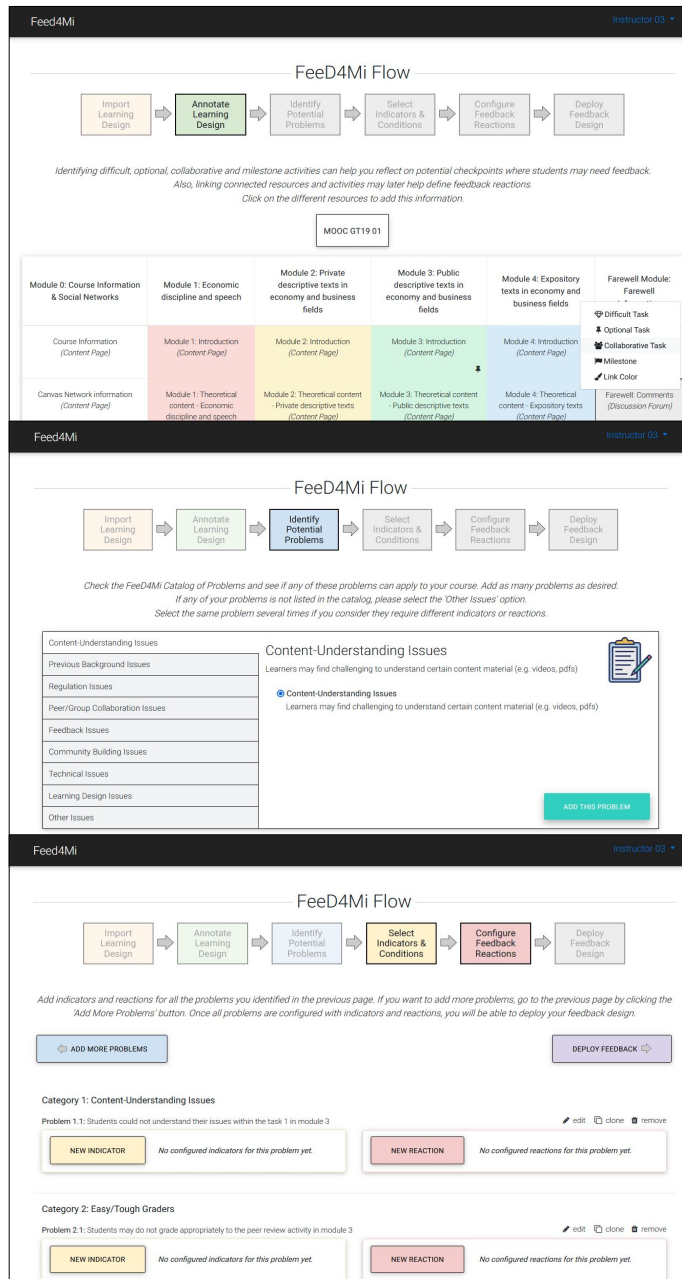 Feed4Mi
Instructor 03
FeeD4Mi Flow
Import
Learning
Design
Annotate
Learning
Design
Identify
Potential
Problems
Select
Indicators &
Conditions
Configure
Feedback
Reactions
Deploy
Feedback
Design
Identifying difficult, optional, collaborative and milestone activities can help you reflect on potential checkpoints where students may need feedback.
Also, linking connected resources and activities may later help define feedback reactions.
Click on the different resources to add this information.
MOOC GT19 01
Module 0: Course Information
& Social Networks
Module 1: Economic
discipline and speech
Module 2: Private
descriptive texts in
economy and business
fields
Module 3: Public
descriptive texts in
economy and business
fields
Module 4: Expository
texts in economy and
business fields
Farewell Module:
Farewell
Difficult Task
Optional Task
Collaborative Task
Milestone
Link Color
Course Information
(Content Page)
Module 1: Introduction
(Content Page)
Module 2: Introduction
(Content Page)
Module 3: Introduction
(Content Page)
Module 4: Introduction
(Content Page)
Canvas Network information
(Content Page)
Module 1: Theoretical
content - Economic
discipline and speech
Module 2: Theoretical content
- Private descriptive texts
(Content Page)
Module 3: Theoretical content
- Public descriptive texts
(Content Page)
Module 4: Theoretical
content - Expository texts
(Content Page)
Farewell: Comments
(Discussion Forum)
Feed4Mi
Instructor 03
FeeD4Mi Flow
Import
Learning
Design
Annotate
Learning
Design
Identify
Potential
Problems
Select
Indicators &
Conditions
Configure
Feedback
Reactions
Deploy
Feedback
Design
Check the FeeD4Mi Catalog of Problems and see if any of these problems can apply to your course. Add as many problems as desired.
If any of your problems is not listed in the catalog, please select the 'Other Issues' option.
Select the same problem several times if you consider they require different indicators or reactions.
Content-Understanding Issues
Previous Background Issues
Regulation Issues
Peer/Group Collaboration Issues
Feedback Issues
Community Building Issues
Technical Issues
Learning Design Issues
Other Issues
Content-Understanding Issues
Learners may find challenging to understand certain content material (e.g. videos, pdfs)
Content-Understanding Issues
Learners may find challenging to understand certain content material (e.g. videos, pdfs)
ADD THIS PROBLEM
Feed4Mi
Instructor 03
FeeD4Mi Flow
Import
Learning
Design
Annotate
Learning
Design
Identify
Potential
Problems
Select
Indicators &
Conditions
Configure
Feedback
Reactions
Deploy
Feedback
Design
Add indicators and reactions for all the problems you identified in the previous page. If you want to add more problems, go to the previous page by clicking the
'Add More Problems' button. Once all problems are configured with indicators and reactions, you will be able to deploy your feedback design.
ADD MORE PROBLEMS
DEPLOY FEEDBACK
Category 1: Content-Understanding Issues
Problem 1.1: Students could not understand their issues within the task 1 in module 3
edit clone remove
NEW INDICATOR
No configured indicators for this problem yet.
NEW REACTION
No configured reactions for this problem yet.
Category 2: Easy/Tough Graders
Problem 2.1: Students may do not grade appropriately to the peer review activity in module 3
edit clone remove
NEW INDICATOR
No configured indicators for this problem yet.
NEW REACTION
No configured reactions for this problem yet.